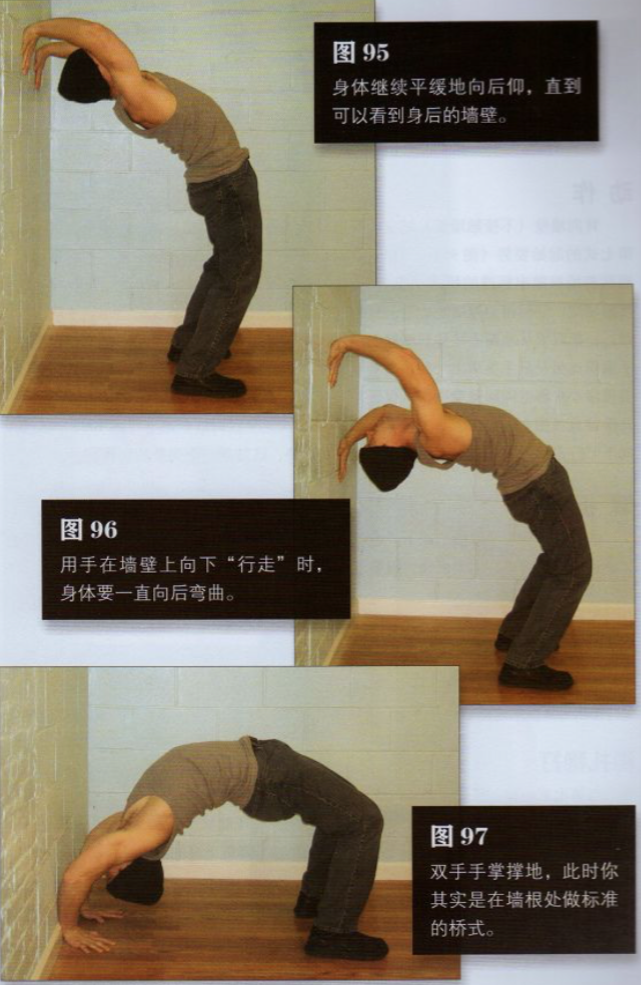 图 95
身体继续平缓地向后仰，直到
可以看到身后的墙壁。
动 作
图 96
用手在墙壁上向下“行走”时，
身体要一直向后弯曲。
图 97
双手手掌撑地，此时你
其实是在墙根处做标准
的桥式。